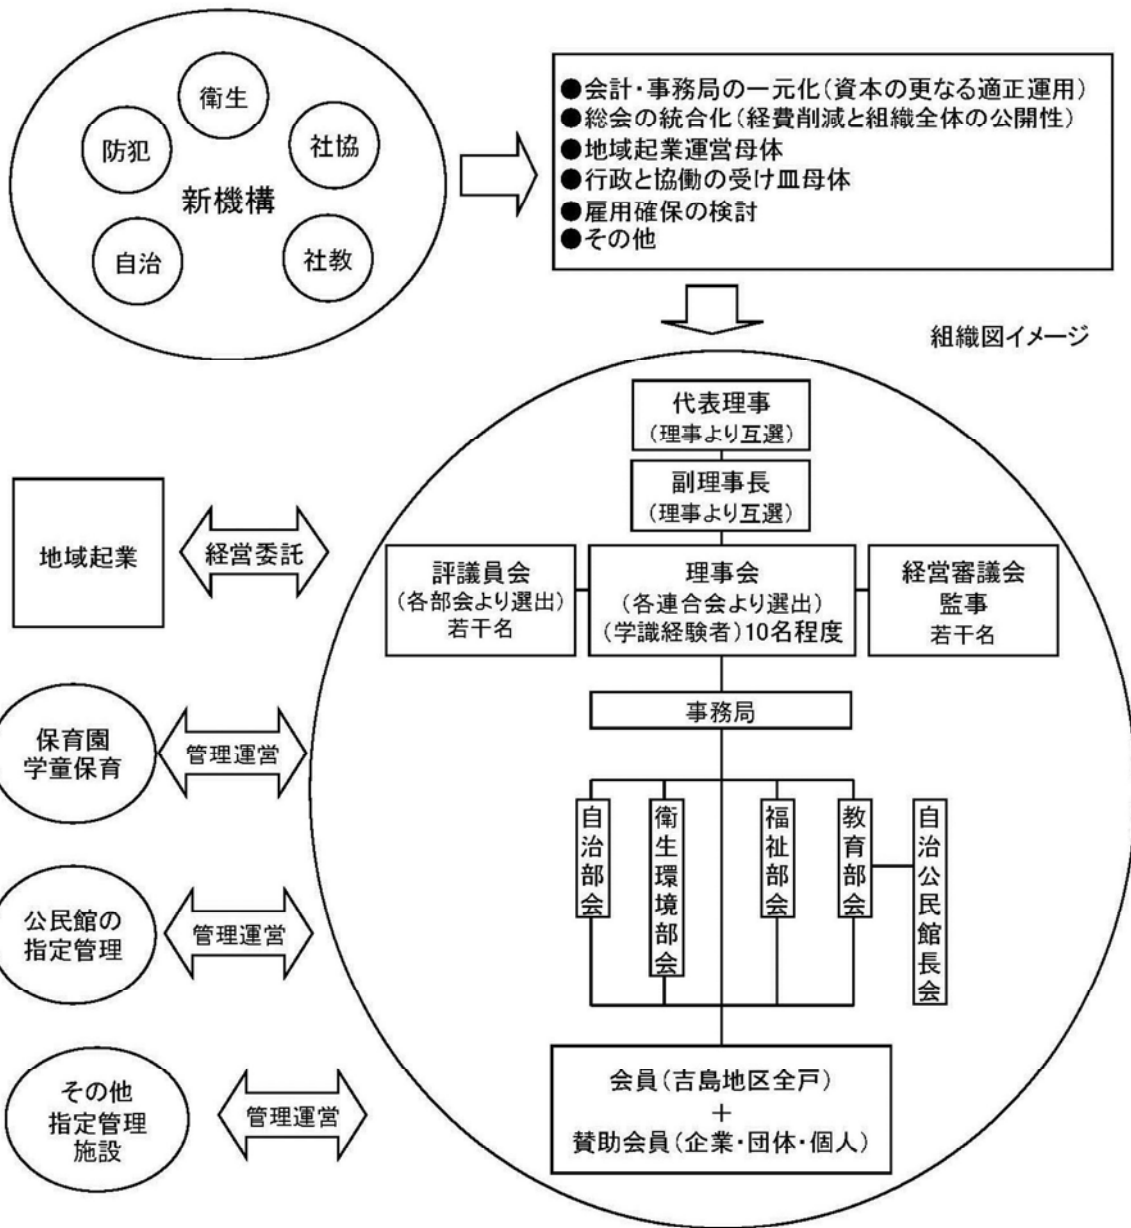 衛生
防犯
社協
新機構
自治
社教
●会計・事務局の一元化(資本の更なる適正運用)
●総会の統合化(経費削減と組織全体の公開性)
●地域起業運営母体
●行政と協働の受け皿母体
●雇用確保の検討
●その他
組織図イメージ
代表理事
(理事より互選)
副理事長
(理事より互選)
評議員会
(各部会より選出)
若干名
理事会
(各連合会より選出)
(学識経験者)10名程度
経営審議会
監事
若干名
事務局
自治部会
衛生環境部会
福祉部会
教育部会
自治公民館長会
会員(吉島地区全戸)
+
賛助会員(企業・団体・個人)
地域起業
経営委託
保育園
学童保育
管理運営
公民館の
指定管理
管理運営
その他
指定管理
施設
管理運営